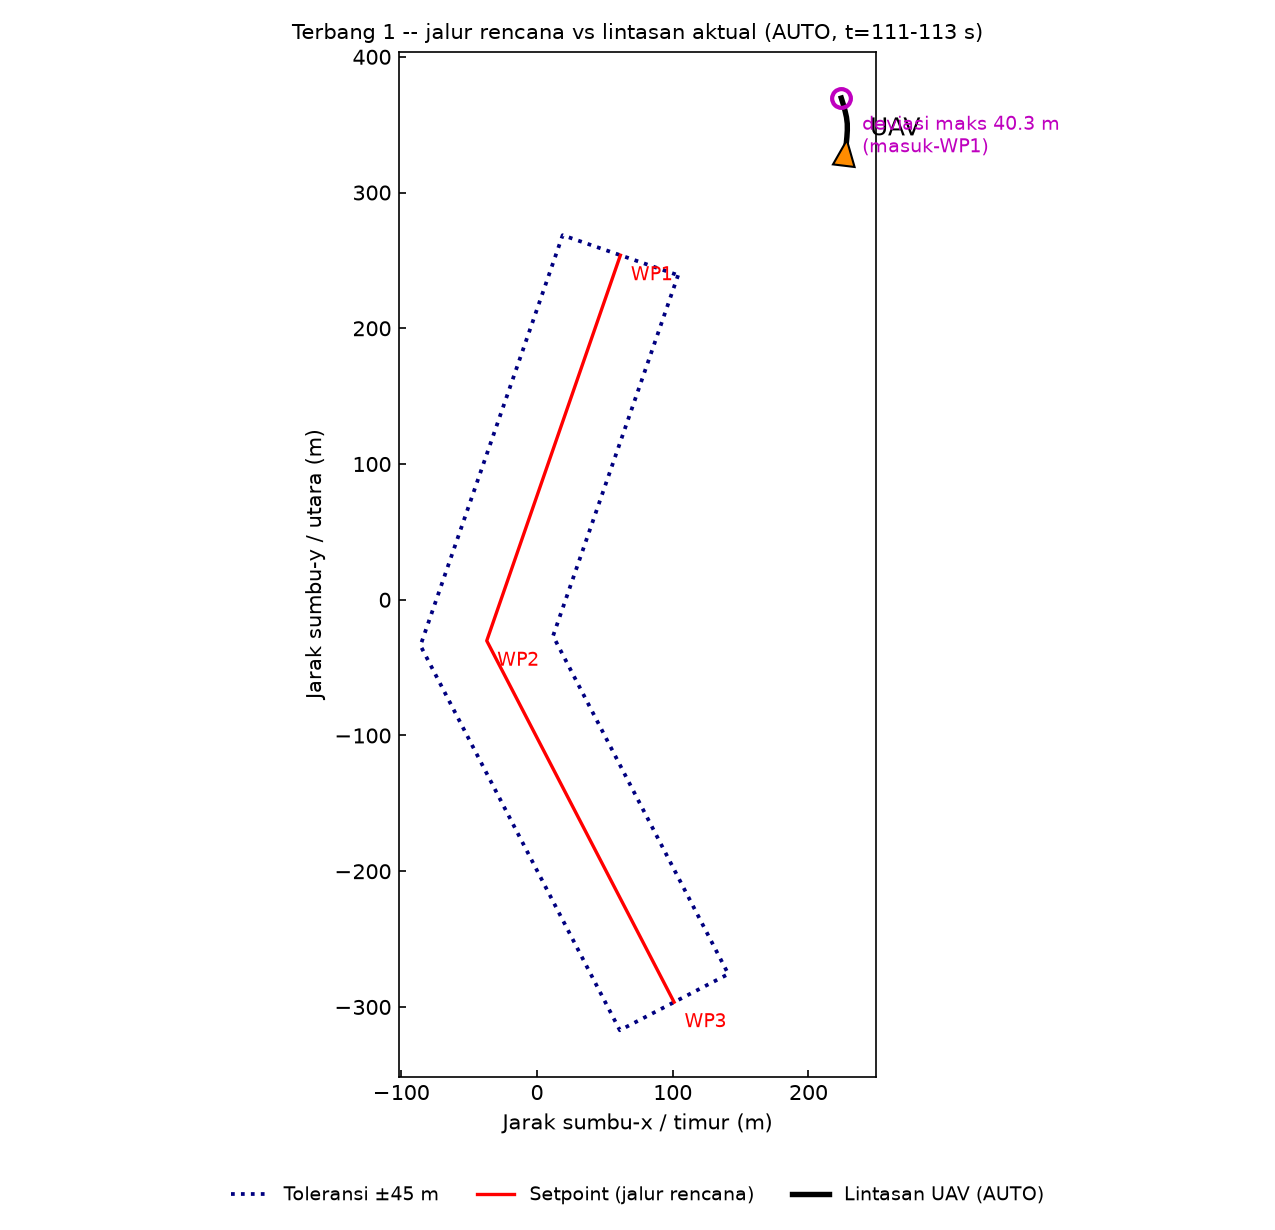 Terbang 1 -- jalur rencana vs lintasan aktual (AUTO, t=111-113 s)
400
300
200
100
0
−100
−200
−300
Jarak sumbu-y / utara (m)
deviasi maks 40.3 m
(masuk-WP1)
UAV
WP1
WP2
WP3
−100
0
100
200
Jarak sumbu-x / timur (m)
Toleransi ±45 m
Setpoint (jalur rencana)
Lintasan UAV (AUTO)